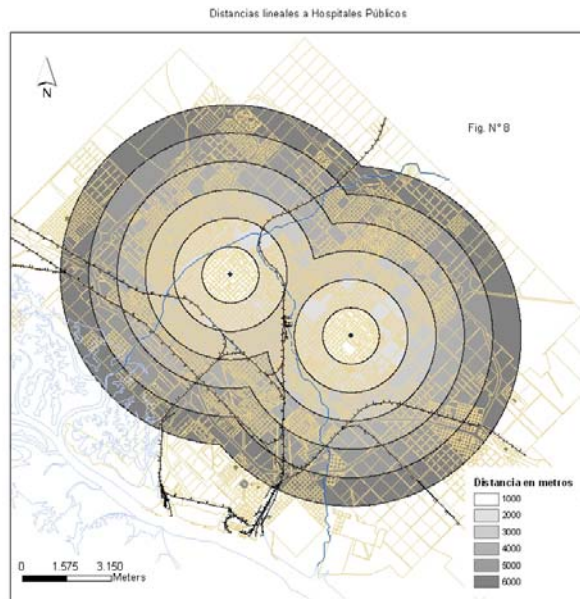 Distancias lineales a Hospitales Públicos
N
Fig. N° 8
Distancia en metros
1000
2000
3000
4000
5000
6000
0 1.575 3.150
Meters